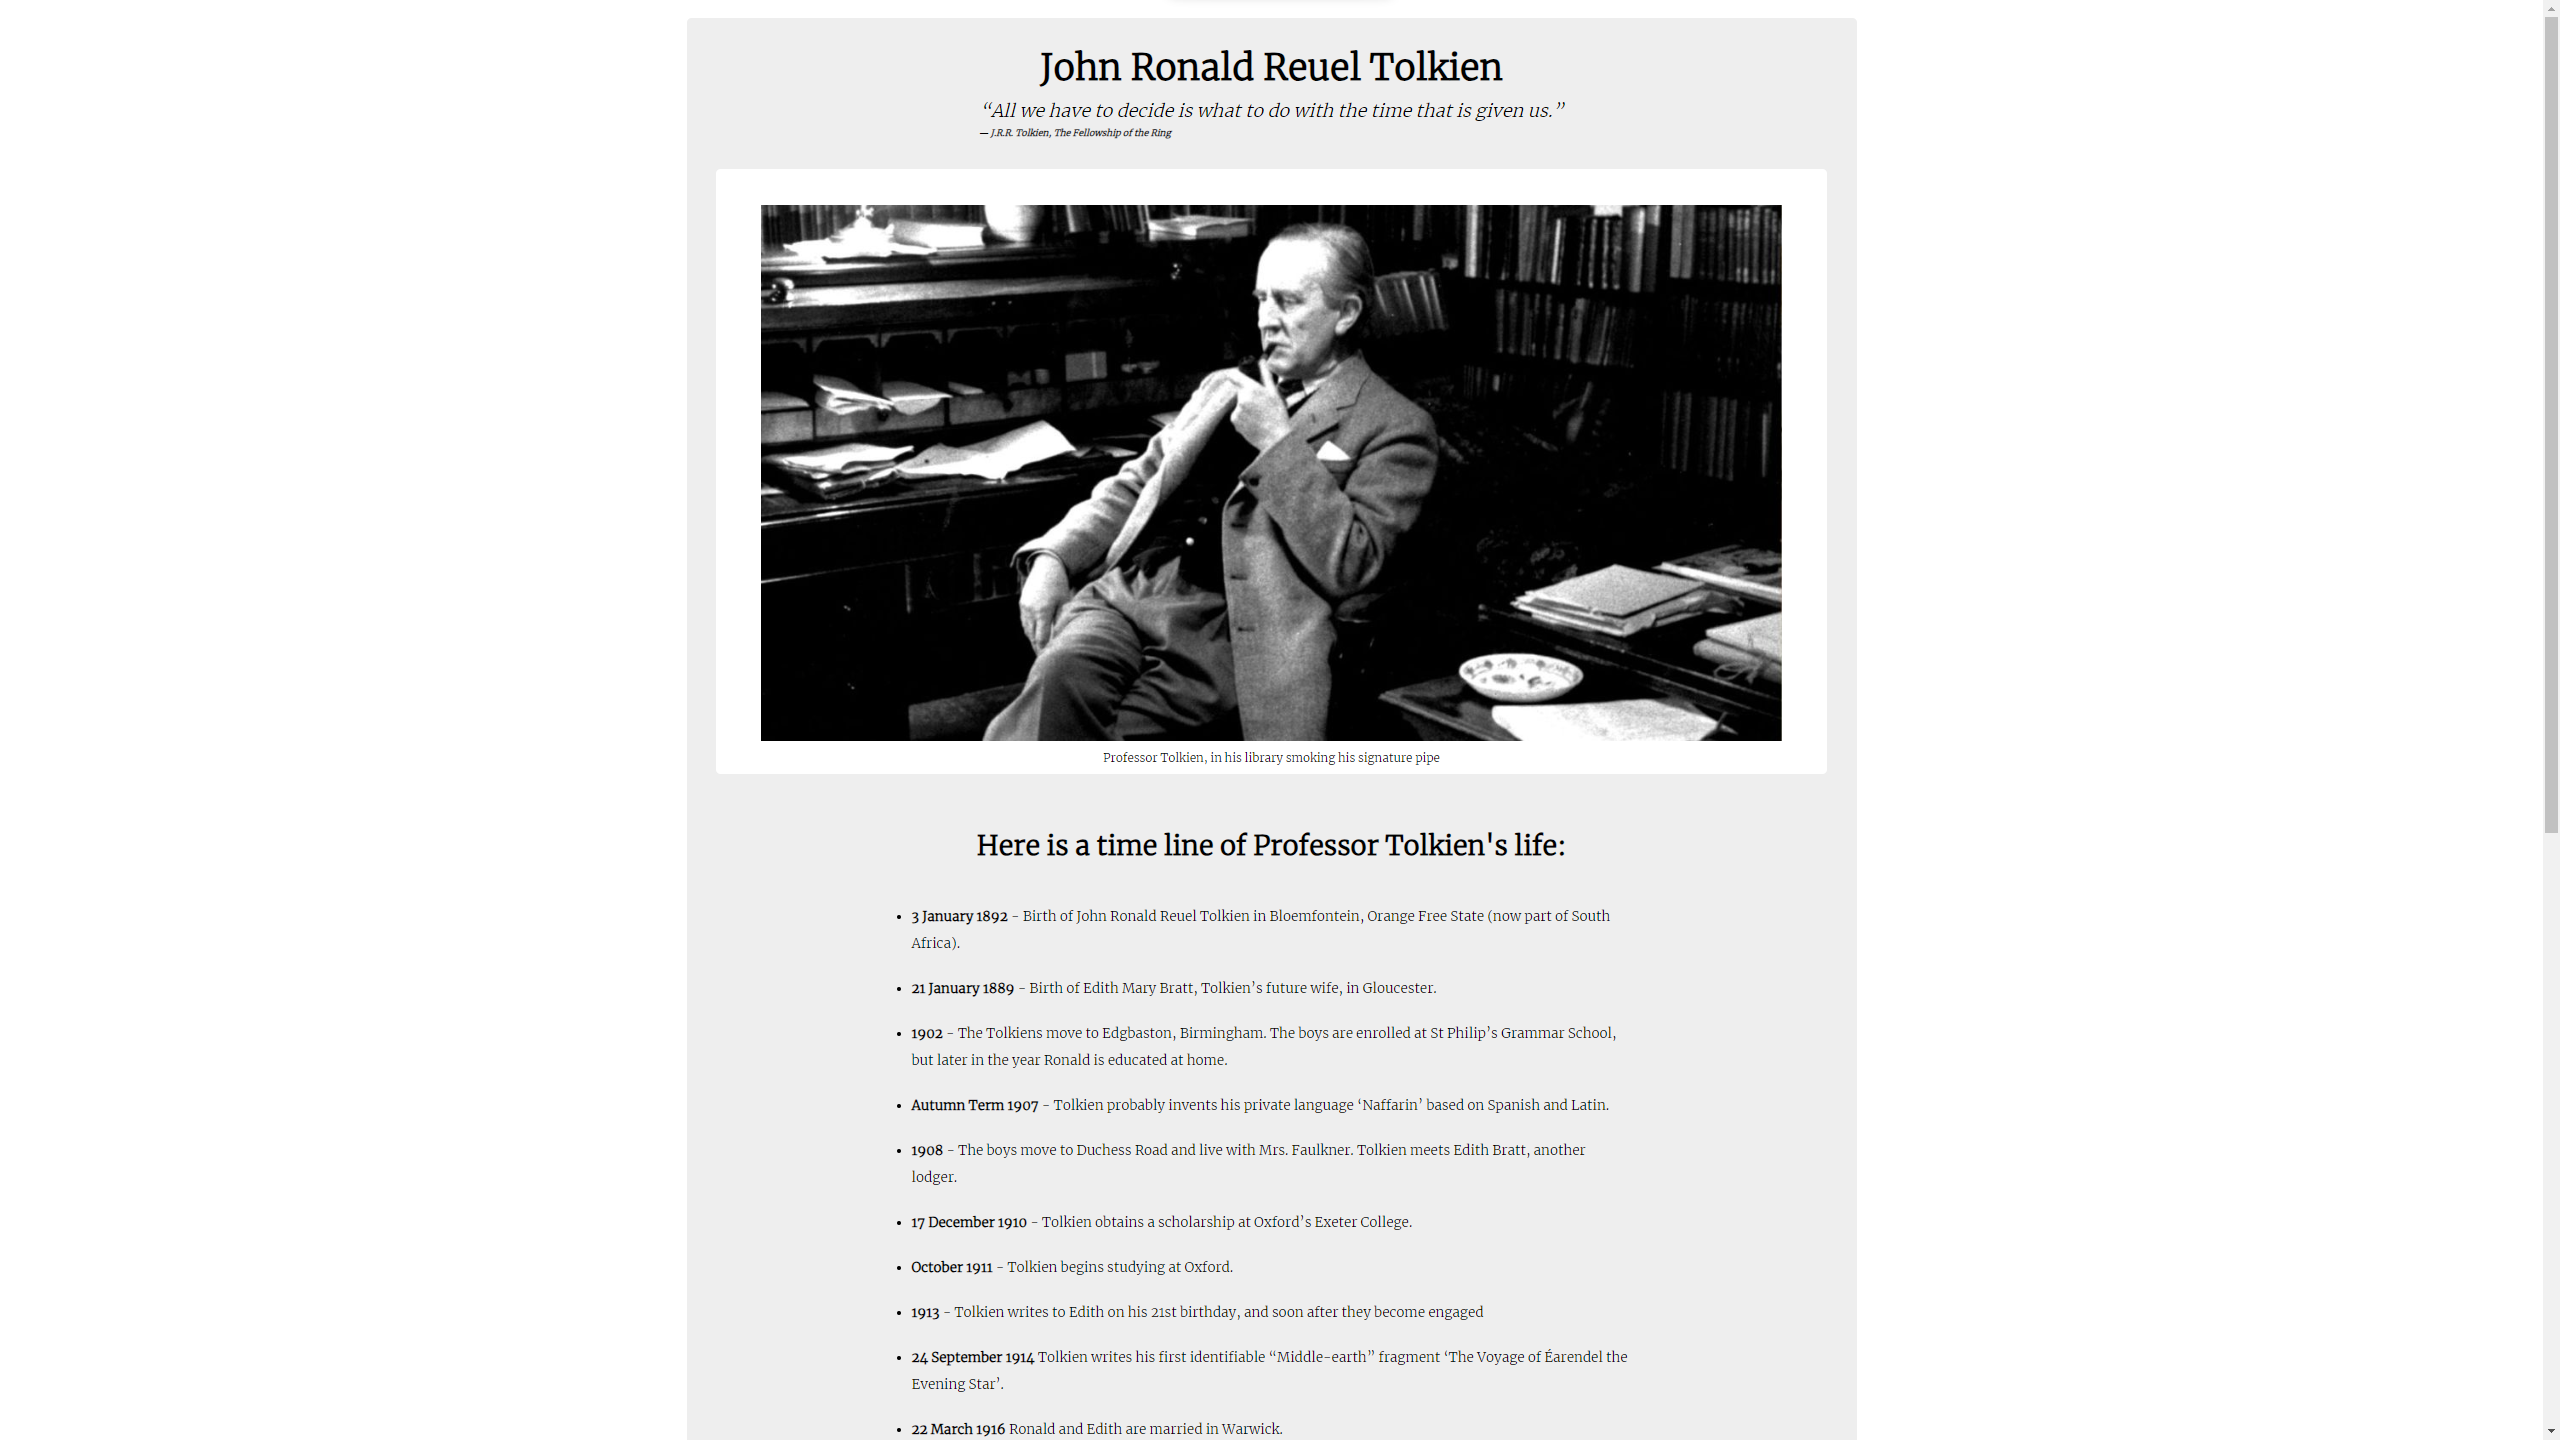 John Ronald Reuel Tolkien
“All we have to decide is what to do with the time that is given us.”
— J.R.R. Tolkien, The Fellowship of the Ring
Professor Tolkien, in his library smoking his signature pipe
Here is a time line of Professor Tolkien's life:
• 3 January 1892 - Birth of John Ronald Reuel Tolkien in Bloemfontein, Orange Free State (now part of South
Africa).
• 21 January 1889 - Birth of Edith Mary Bratt, Tolkien’s future wife, in Gloucester.
• 1902 - The Tolkiens move to Edgbaston, Birmingham. The boys are enrolled at St Philip’s Grammar School,
but later in the year Ronald is educated at home.
• Autumn Term 1907 - Tolkien probably invents his private language ‘Naffarin’ based on Spanish and Latin.
• 1908 - The boys move to Duchess Road and live with Mrs. Faulkner. Tolkien meets Edith Bratt, another
lodger.
• 17 December 1910 - Tolkien obtains a scholarship at Oxford’s Exeter College.
• October 1911 - Tolkien begins studying at Oxford.
• 1913 - Tolkien writes to Edith on his 21st birthday, and soon after they become engaged
• 24 September 1914 Tolkien writes his first identifiable “Middle-earth” fragment ‘The Voyage of Éarendel the
Evening Star’.
• 22 March 1916 Ronald and Edith are married in Warwick.